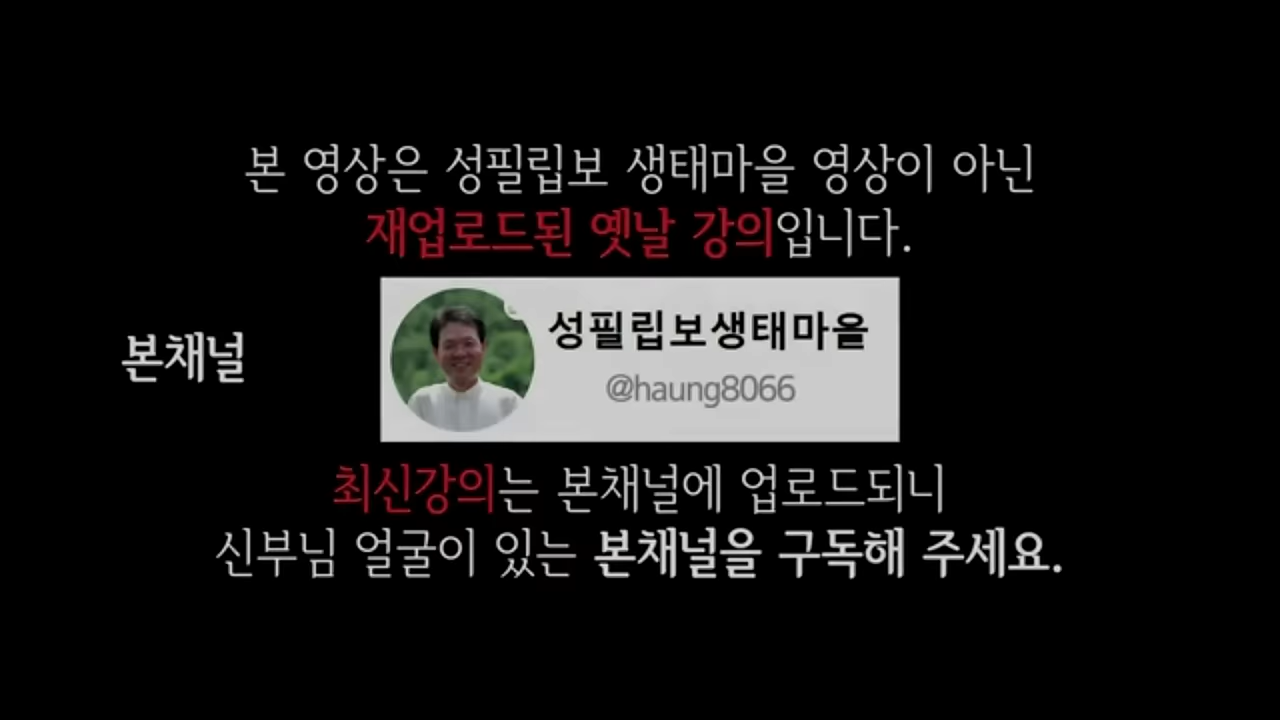 본 영상은 성필립보 생태마을 영상이 아닌
재업로드된 옛날 강의입니다.
본채널
성필립보생태마을
@haung8066
최신강의는 본채널에 업로드되니
신부님 얼굴이 있는 본채널을 구독해 주세요.